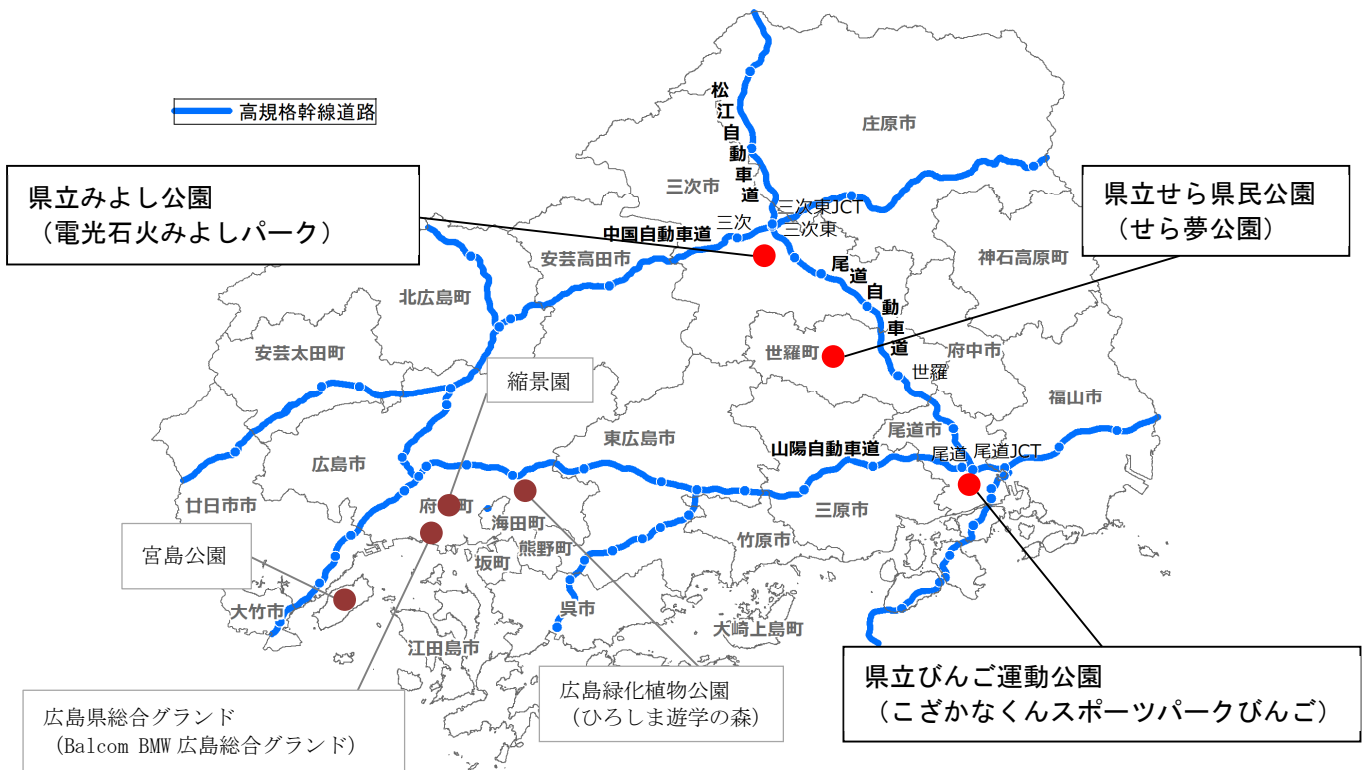 高規格幹線道路
松江自動車道
庄原市
県立みよし公園
（電光石火みよしパーク）
県立せら県民公園
（せら夢公園）
三次市
三次東JCT
三次
三次東
中国自動車道
安芸高田市
尾道自動車道
神石高原町
北広島町
安芸太田町
世羅町
府中市
世羅
縮景園
福山市
東広島市
尾道市
山陽自動車道
尾道
尾道JCT
広島市
廿日市市
海田町
三原市
熊野町
坂町
竹原市
宮島公園
大竹市
呉市
大崎上島町
江田島市
広島緑化植物公園
（ひろしま遊学の森）
県立びんご運動公園
（こざかなくんスポーツパークびんご）
広島県総合グランド
（Balcom BMW 広島総合グランド）